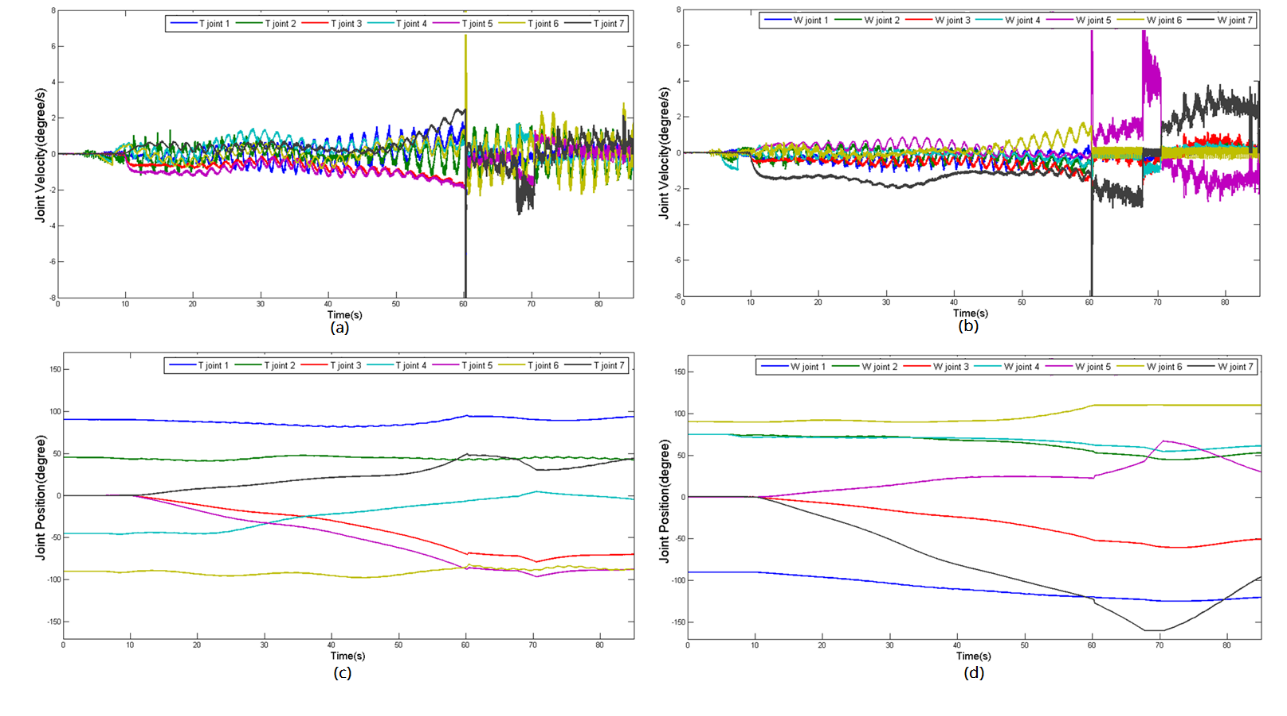 T joint 1 T joint 2 T joint 3 T joint 4 T joint 5 T joint 6 T joint 7
8
6
4
2
0
-2
-4
-6
-8
Joint Velocity(degree/s)
0 10 20 30 40 50 60 70 80
Time(s)
(a)
W joint 1 W joint 2 W joint 3 W joint 4 W joint 5 W joint 6 W joint 7
8
6
4
2
0
-2
-4
-6
-8
Joint Velocity(degree/s)
0 10 20 30 40 50 60 70 80
Time(s)
(b)
T joint 1 T joint 2 T joint 3 T joint 4 T joint 5 T joint 6 T joint 7
150
100
50
0
-50
-100
-150
Joint Position(degree)
0 10 20 30 40 50 60 70 80
Time(s)
(c)
W joint 1 W joint 2 W joint 3 W joint 4 W joint 5 W joint 6 W joint 7
150
100
50
0
-50
-100
-150
Joint Position(degree)
0 10 20 30 40 50 60 70 80
Time(s)
(d)